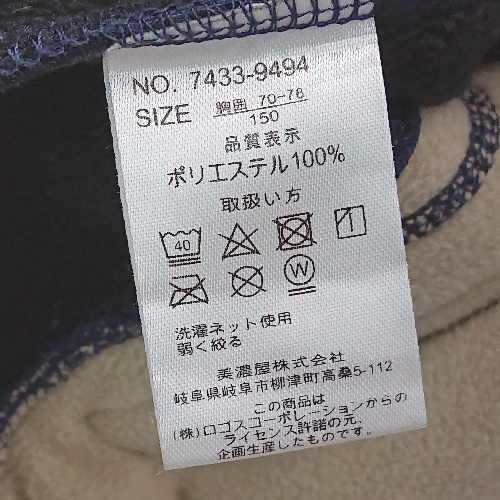 NO. 7433-9494
SIZE 胸囲 70-78
150
品質表示
ポリエステル100%
取扱い方
40
W
洗濯ネット使用
弱く絞る
美濃屋株式会社
岐阜県岐阜市柳津町高桑5-112
この商品は
(株)ロゴスコーポレーションからの
ライセンス許諾の元、
企画生産したものです。